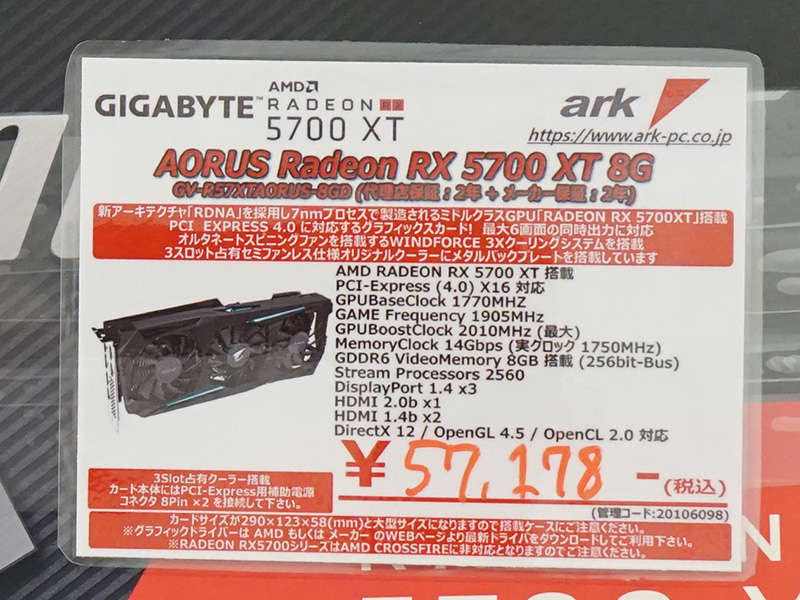 GIGABYTE™
AMD
RADEON RX
5700 XT
ark
https://www.ark-pc.co.jp
AORUS Radeon RX 5700 XT 8G
GV-R57XTAORUS-8GD (代理店保証：2年 + メーカー保証：2年)
新アーキテクチャ「RDNA」を採用し7nmプロセスで製造されるミドルクラスGPU「RADEON RX 5700XT」搭載
PCI EXPRESS 4.0 に対応するグラフィックスカード! 最大6画面の同時出力に対応
オルタネートスピニングファンを搭載するWINDFORCE 3Xクーリングシステムを搭載
3スロット占有セミファンレス仕様オリジナルクーラーにメタルバックプレートを搭載しています
AMD RADEON RX 5700 XT 搭載
PCI-Express (4.0) X16 対応
GPUBaseClock 1770MHZ
GAME Frequency 1905MHz
GPUBoostClock 2010MHz (最大)
MemoryClock 14Gbps (実クロック 1750MHz)
GDDR6 VideoMemory 8GB 搭載 (256bit-Bus)
Stream Processors 2560
DisplayPort 1.4 x3
HDMI 2.0b x1
HDMI 1.4b x2
DirectX 12 / OpenGL 4.5 / OpenCL 2.0 対応
¥ 57,178 - (税込)
3Slot占有クーラー搭載
カード本体にはPCI-Express用補助電源
コネクタ 8Pin ×2 を接続して下さい。
(管理コード:20106098)
カードサイズが290×123×58(mm)と大型サイズになりますので搭載ケースにご注意ください。
※グラフィックドライバーは AMD もしくは メーカー のWEBページより最新ドライバをダウンロードしてご利用下さい。
※RADEON RX5700シリーズはAMD CROSSFIREに非対応となりますのでご注意ください。